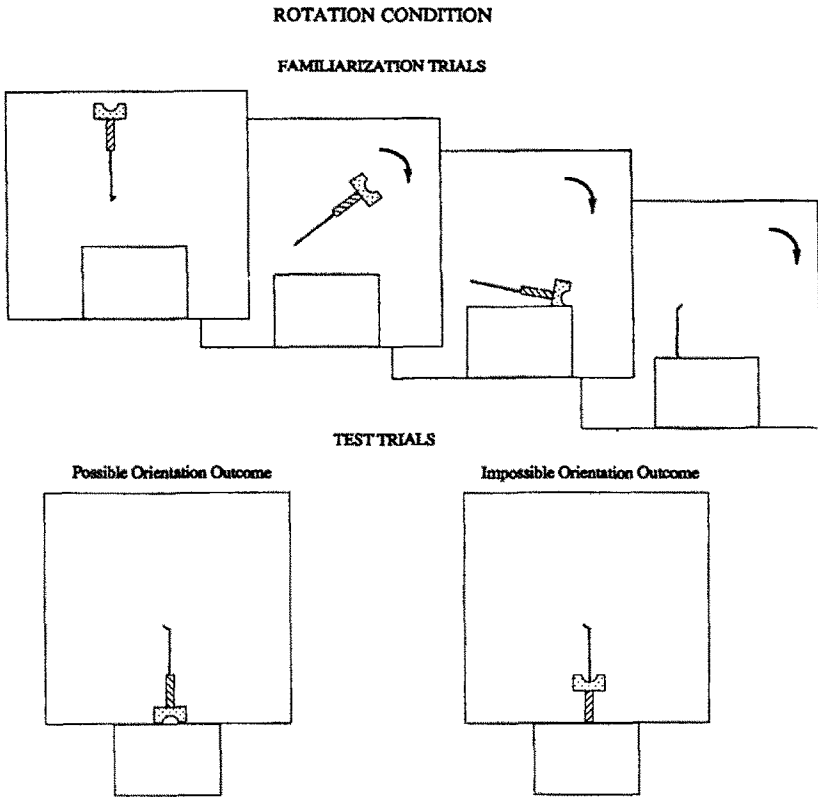 ROTATION CONDITION
FAMILIARIZATION TRIALS
TEST TRIALS
Possible Orientation Outcome
Impossible Orientation Outcome